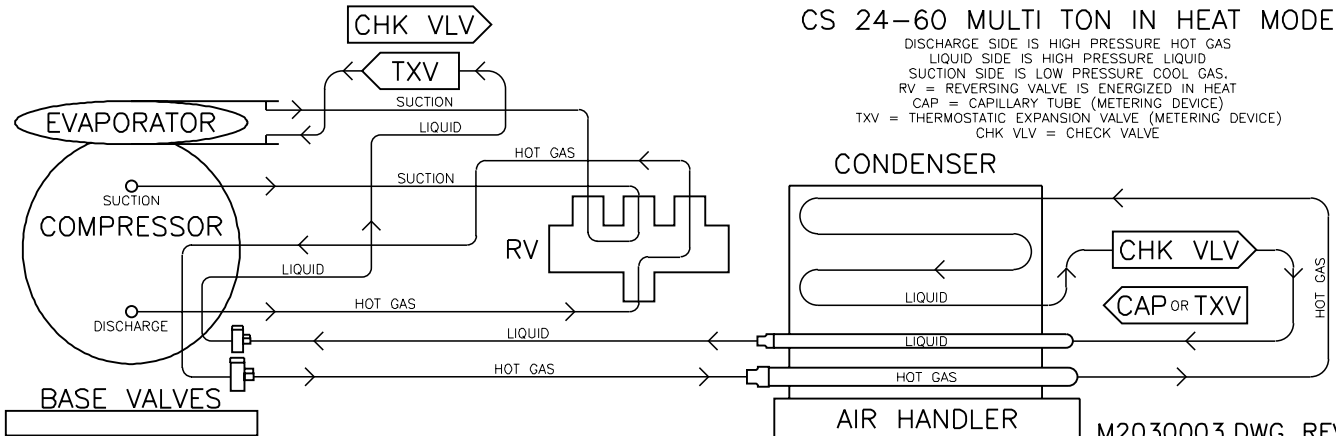 CS 24-60 MULTI TON IN HEAT MODE
DISCHARGE SIDE IS HIGH PRESSURE HOT GAS
LIQUID SIDE IS HIGH PRESSURE LIQUID
SUCTION SIDE IS LOW PRESSURE COOL GAS.
RV = REVERSING VALVE IS ENERGIZED IN HEAT
CAP = CAPILLARY TUBE (METERING DEVICE)
TXV = THERMOSTATIC EXPANSION VALVE (METERING DEVICE)
CHK VLV = CHECK VALVE
CHK VLV
TXV
SUCTION
EVAPORATOR
LIQUID
HOT GAS
SUCTION
SUCTION
COMPRESSOR
RV
LIQUID
HOT GAS
DISCHARGE
LIQUID
HOT GAS
BASE VALVES
CONDENSER
CHK VLV
LIQUID
CAP OR TXV
HOT GAS
LIQUID
HOT GAS
AIR HANDLER
M2030003.DWG REV